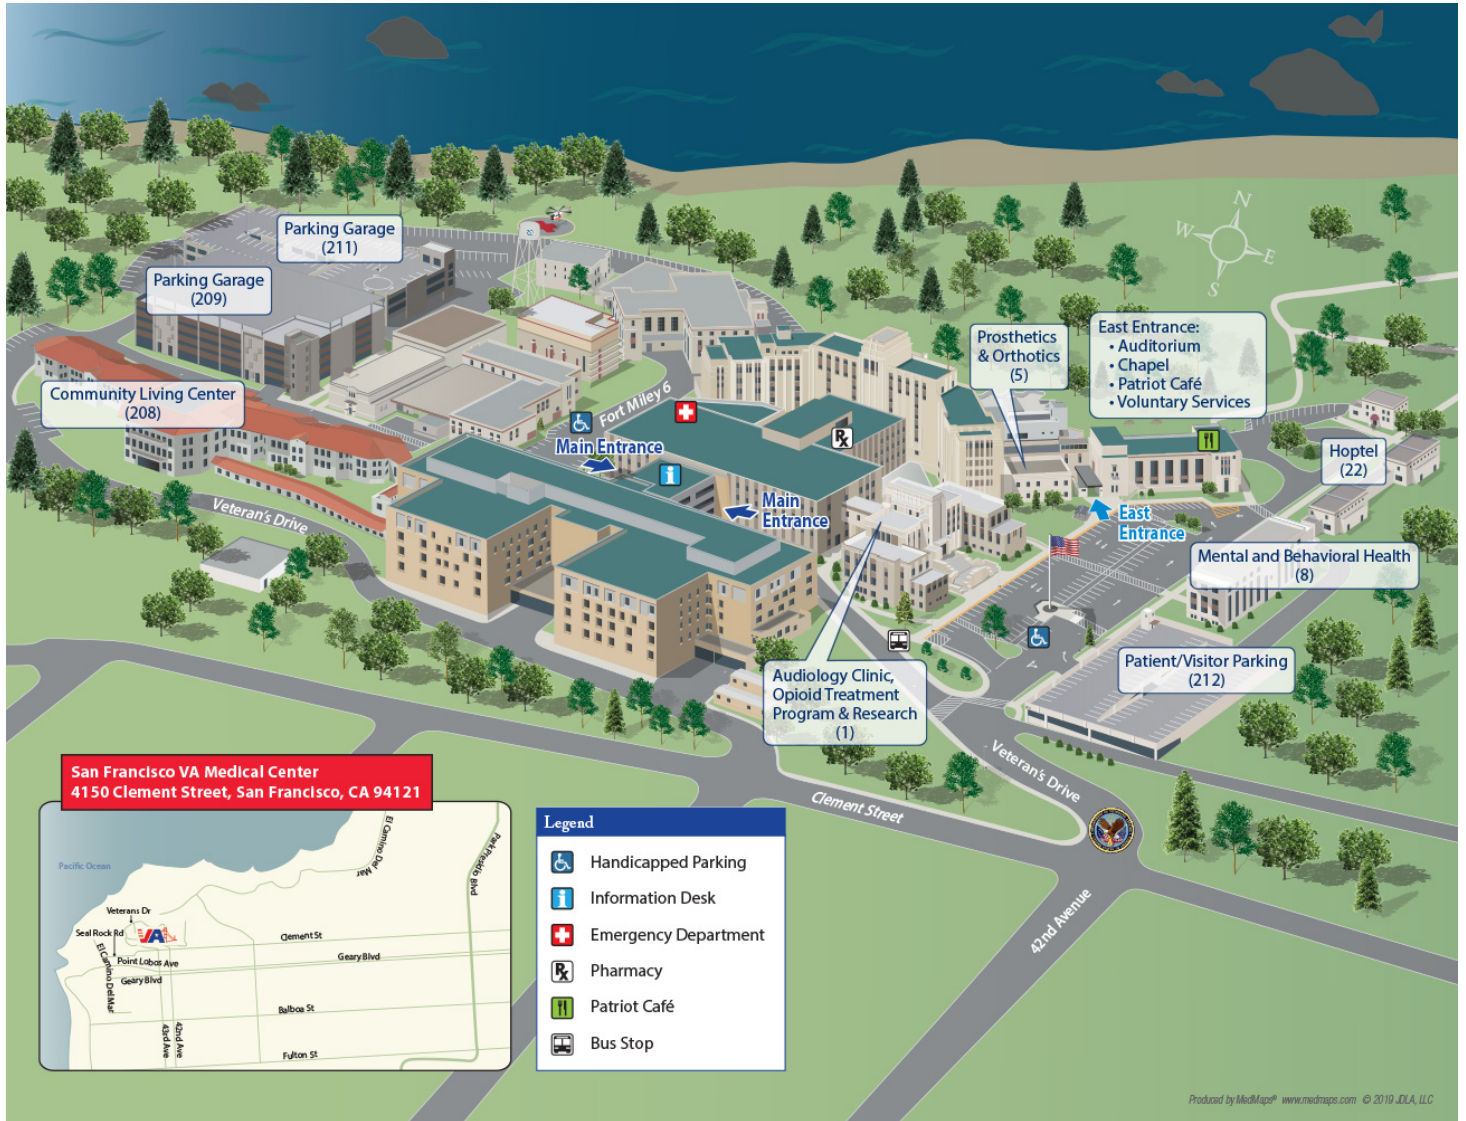 N
W
E
S
Parking Garage
(211)
Parking Garage
(209)
Community Living Center
(208)
Prosthetics
& Orthotics
(5)
East Entrance:
• Auditorium
• Chapel
• Patriot Café
• Voluntary Services
Hoptel
(22)
Fort Miley 6
Main Entrance
Main
Entrance
East
Entrance
Veteran's Drive
Mental and Behavioral Health
(8)
Patient/Visitor Parking
(212)
Audiology Clinic,
Opioid Treatment
Program & Research
(1)
Veteran's Drive
Clement Street
42nd Avenue
San Francisco VA Medical Center
4150 Clement Street, San Francisco, CA 94121
Pacific Ocean
El Camino Del Mar
Park Presidio Blvd
Veterans Dr
Seal Rock Rd
VA
Clement St
El Camino Del Mar
Point Lobos Ave
Geary Blvd
Geary Blvd
Balboa St
43rd Ave
42nd Ave
Fulton St
Legend
Handicapped Parking
i
Information Desk
Emergency Department
Rx
Pharmacy
Patriot Café
Bus Stop
Produced by MedMaps® www.medmaps.com © 2019 JDLA, LLC